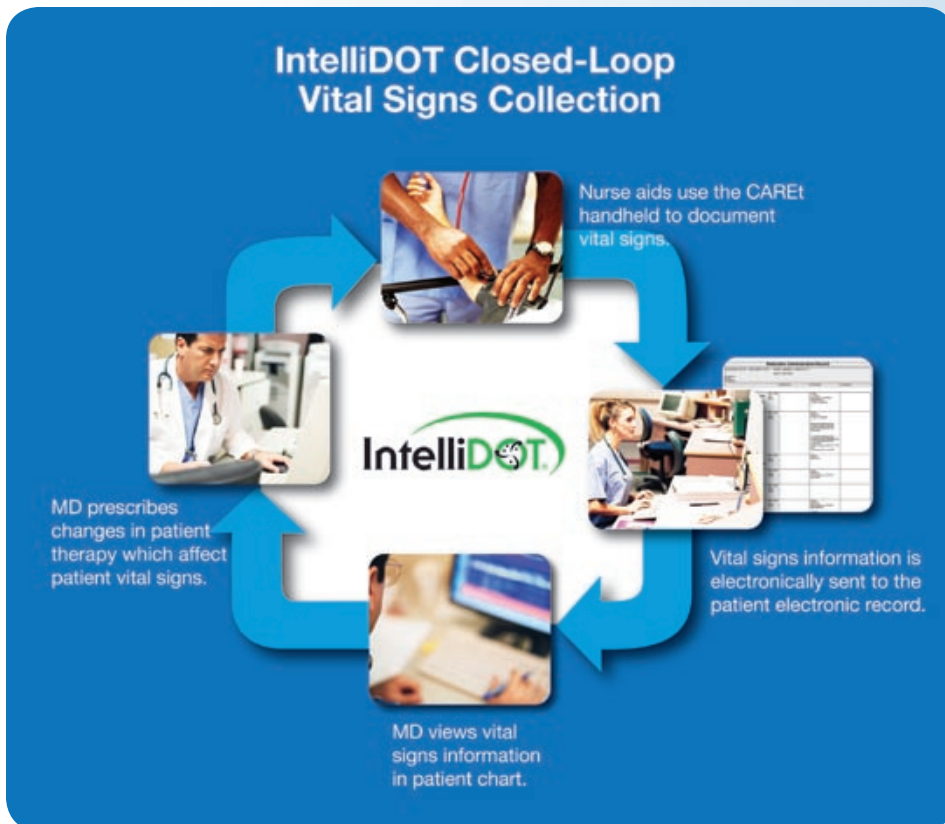 IntelliDOT Closed-Loop
Vital Signs Collection
Nurse aids use the CAREt
handheld to document
vital signs.
IntelliDOT®
MD prescribes
changes in patient
therapy which affect
patient vital signs.
Vital signs information is
electronically sent to the
patient electronic record.
MD views vital
signs information
in patient chart.